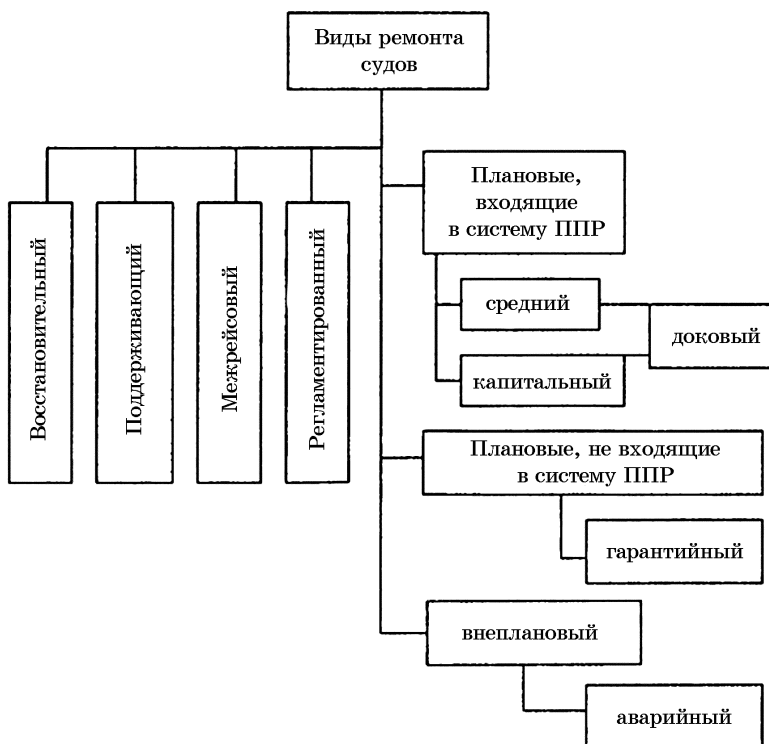 Виды ремонта
судов
Восстановительный
Поддерживающий
Межрейсовый
Регламентированный
Плановые,
входящие
в систему ППР
средний
доковый
капитальный
Плановые, не входящие
в систему ППР
гарантийный
внеплановый
аварийный